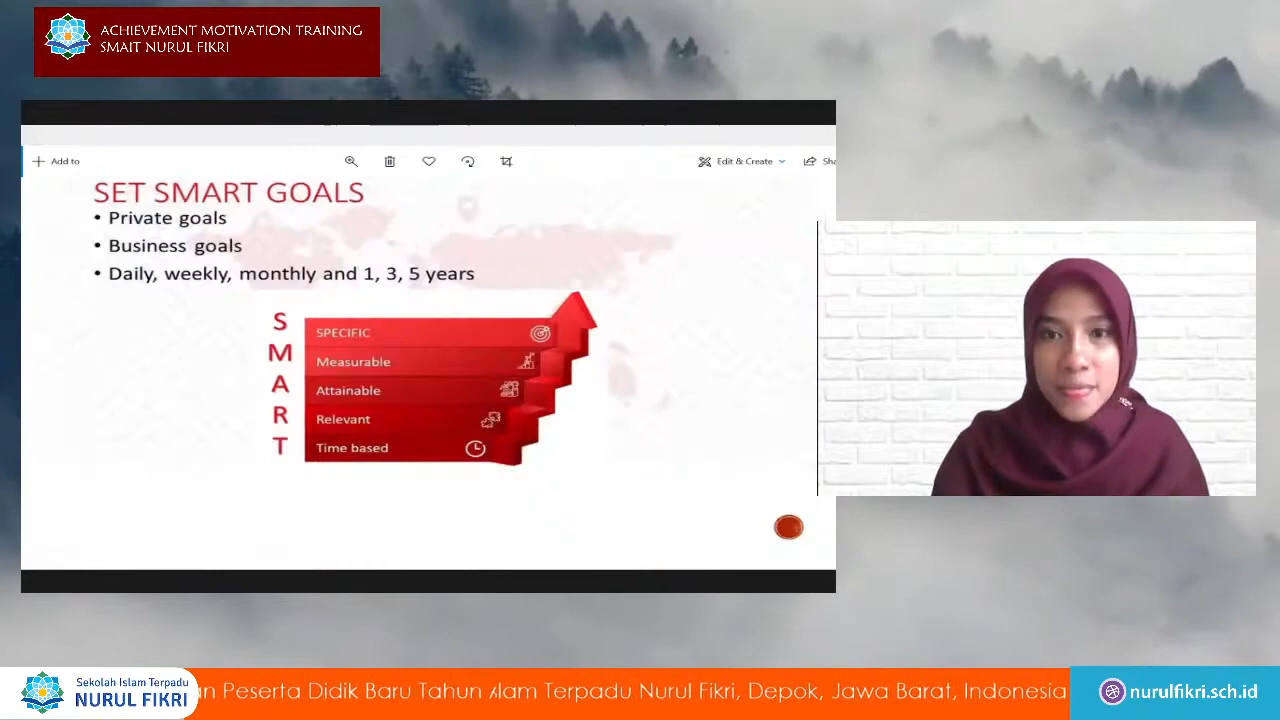 ACHIEVEMENT MOTIVATION TRAINING
SMAIT NURUL FIKRI
Add to
Edit & Create
SET SMART GOALS
• Private goals
• Business goals
• Daily, weekly, monthly and 1, 3, 5 years
S
SPECIFIC
M
Measurable
A
Attainable
R
Relevant
T
Time based
Sekolah Islam Terpadu
NURUL FIKRI
Peserta Didik Baru Tahun
lam Terpadu Nurul Fikri, Depok, Jawa Barat, Indonesia
nurulfikri.sch.id